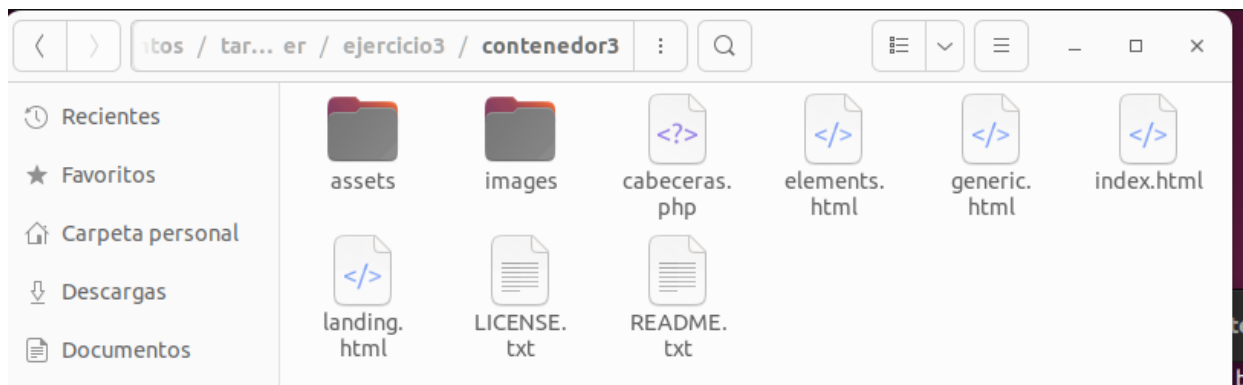 tos / tar... er / ejercicio3 / contenedor3
Recientes
Favoritos
Carpeta personal
Descargas
Documentos
assets
images
<?>
cabeceras.
php
</>
elements.
html
</>
generic.
html
</>
index.html
</>
landing.
html
LICENSE.
txt
README.
txt